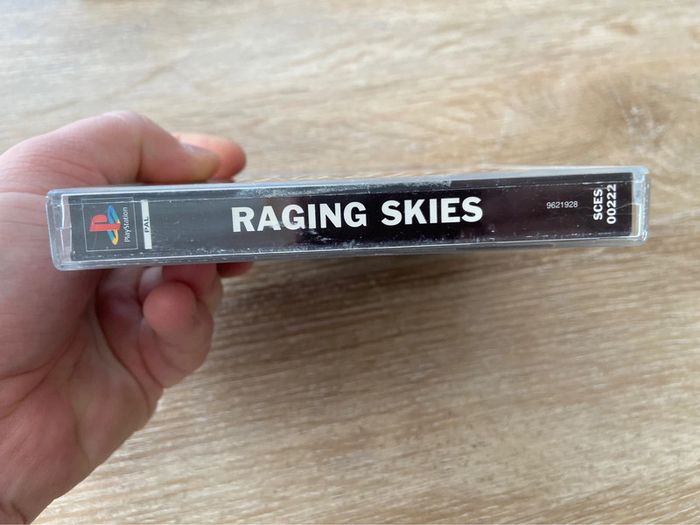 PlayStation
PAL
RAGING SKIES
9621928
SCES
00222